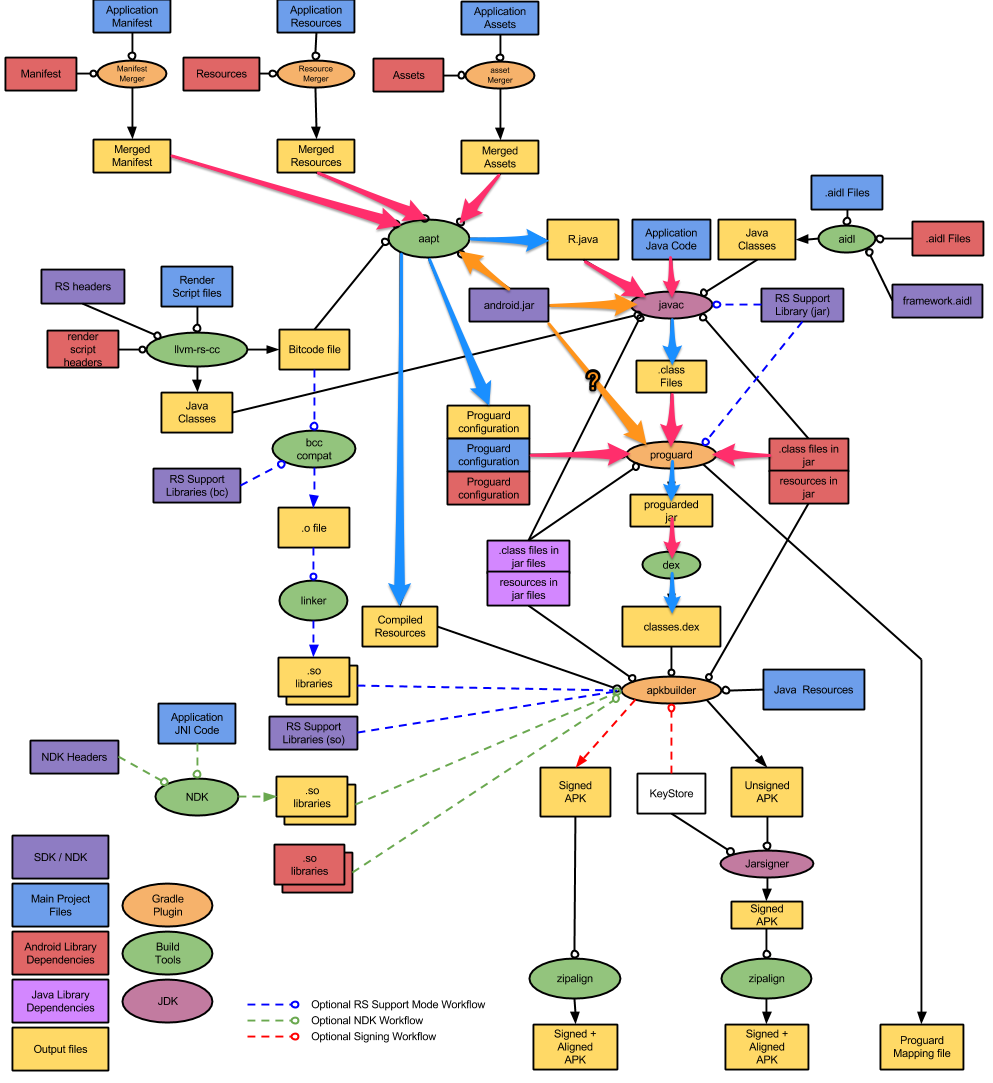 Application
Manifest
Application
Resources
Application
Assets
Manifest
Manifest
Merger
Resources
Resource
Merger
Assets
asset
Merger
Merged
Manifest
Merged
Resources
Merged
Assets
.aidl Files
aapt
R.java
Application
Java Code
Java
Classes
aidl
.aidl Files
RS headers
Render
Script files
android.jar
javac
RS Support
Library (jar)
framework.aidl
render
script
headers
llvm-rs-cc
Bitcode file
?
.class
Files
Java
Classes
Proguard
configuration
Proguard
configuration
Proguard
configuration
bcc
compat
proguard
.class files in
jar
resources in
jar
RS Support
Libraries (bc)
.o file
proguarded
jar
.class files in
jar files
resources in
jar files
dex
linker
Compiled
Resources
classes.dex
.so
libraries
apkbuilder
Java Resources
Application
JNI Code
RS Support
Libraries (so)
NDK Headers
NDK
.so
libraries
Signed
APK
KeyStore
Unsigned
APK
.so
libraries
Jarsigner
SDK / NDK
Main Project
Files
Gradle
Plugin
Signed
APK
Android Library
Dependencies
Build
Tools
zipalign
zipalign
Java Library
Dependencies
JDK
Optional RS Support Mode Workflow
Optional NDK Workflow
Optional Signing Workflow
Output files
Signed +
Aligned
APK
Signed +
Aligned
APK
Proguard
Mapping file